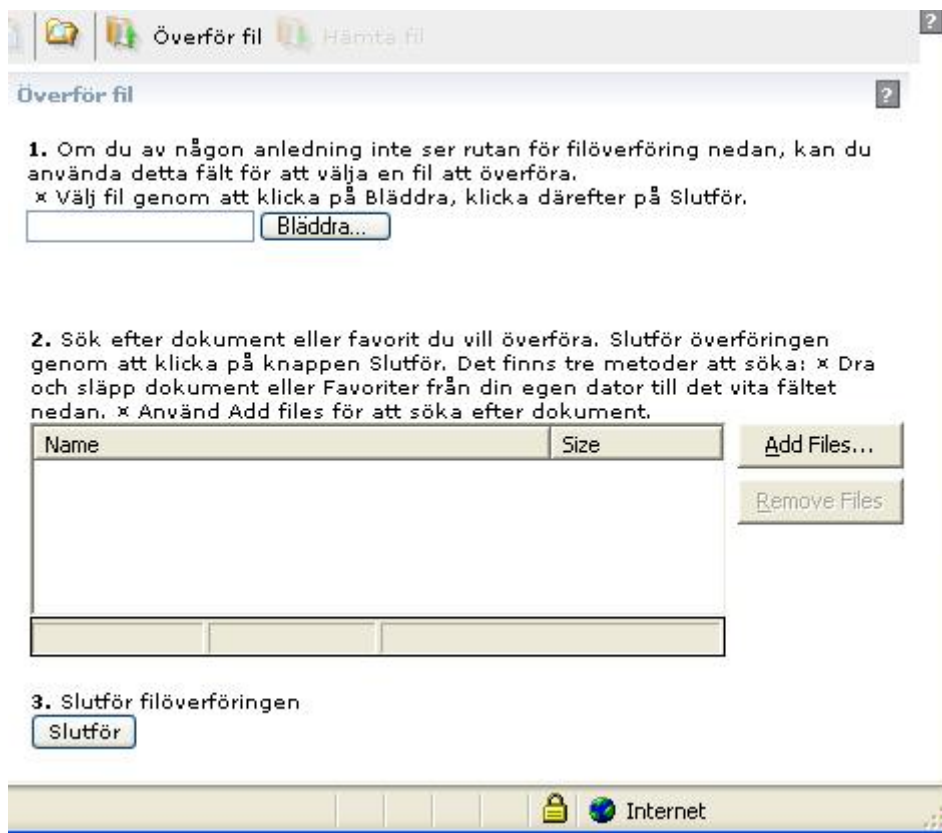 Överför fil Hämta fil ?
Överför fil ?
1. Om du av någon anledning inte ser rutan för filöverföring nedan, kan du
använda detta fält för att välja en fil att överföra.
¤ Välj fil genom att klicka på Bläddra, klicka därefter på Slutför.
Bläddra...
2. Sök efter dokument eller favorit du vill överföra. Slutför överföringen
genom att klicka på knappen Slutför. Det finns tre metoder att söka: ¤ Dra
och släpp dokument eller Favoriter från din egen dator till det vita fältet
nedan. ¤ Använd Add files för att söka efter dokument.
Name Size Add Files...
Remove Files
3. Slutför filöverföringen
Slutför
Internet